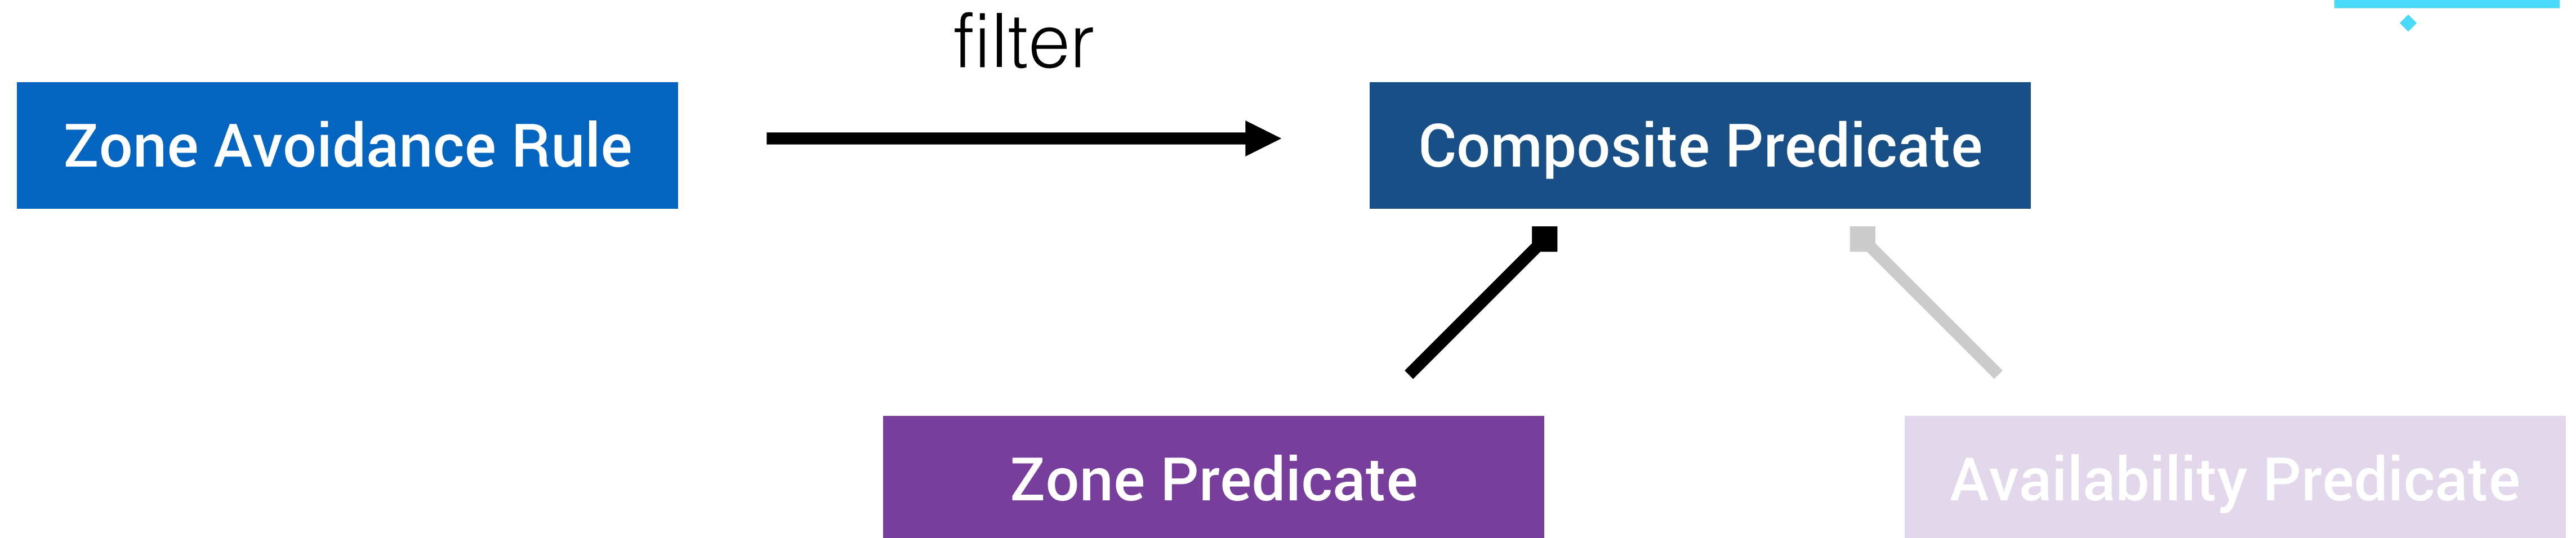 filter
Zone Avoidance Rule
Composite Predicate
Zone Predicate
Availability Predicate